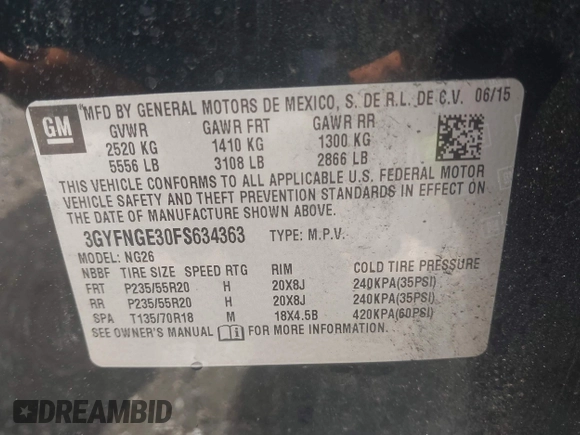 GM
"MFD BY GENERAL MOTORS DE MEXICO, S. DE R.L. DE C.V. 06/15
GVWR GAWR FRT GAWR RR
2520 KG 1410 KG 1300 KG
5556 LB 3108 LB 2866 LB
THIS VEHICLE CONFORMS TO ALL APPLICABLE U.S. FEDERAL MOTOR
VEHICLE SAFETY AND THEFT PREVENTION STANDARDS IN EFFECT ON
THE DATE OF MANUFACTURE SHOWN ABOVE.
3GYFNGE30FS634363 TYPE: M.P.V.
MODEL: NG26
NBBF TIRE SIZE SPEED RTG RIM COLD TIRE PRESSURE
FRT P235/55R20 H 20X8J 240KPA(35PSI)
RR P235/55R20 H 20X8J 240KPA(35PSI)
SPA T135/70R18 M 18X4.5B 420KPA(60PSI)
SEE OWNER'S MANUAL FOR MORE INFORMATION.
DREAMBID